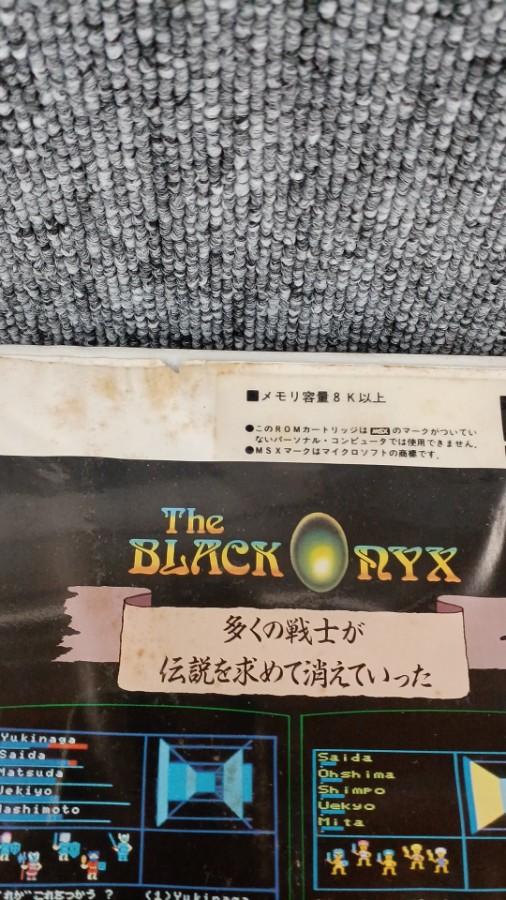 ■メモリ容量8K以上
●このROMカートリッジは MSX のマークがついてい
ないパーソナル・コンピュータでは使用できません。
●MSXマークはマイクロソフトの商標です。
The
BLACK ONYX
多くの戦士が
伝説を求めて消えていった
Yukinaga
Saida
Matsuda
Uekiyo
Hashimoto
(1)Yukinaga
Saida
Ohshima
Shimpo
Uekyo
Mita